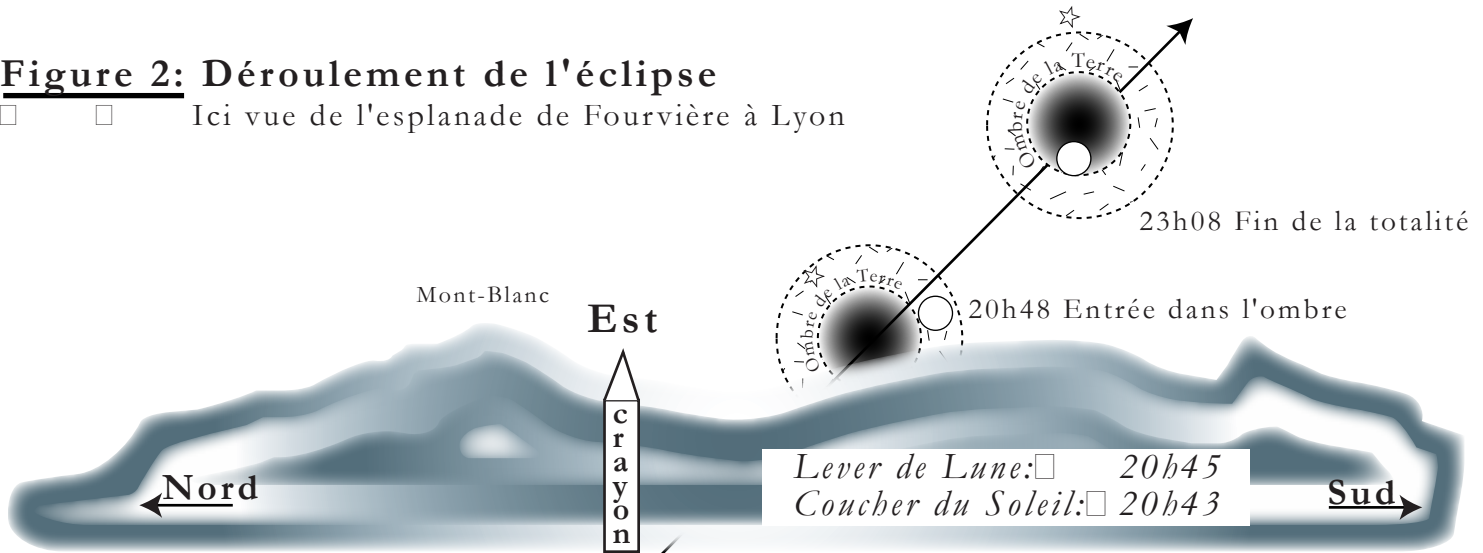 Figure 2: Déroulement de l'éclipse
Ici vue de l'esplanade de Fourvière à Lyon
Ombre de la Terre
23h08 Fin de la totalité
Ombre de la Terre
20h48 Entrée dans l'ombre
Mont-Blanc
Est
crayon
Lever de Lune: 20h45
Coucher du Soleil: 20h43
Nord
Sud